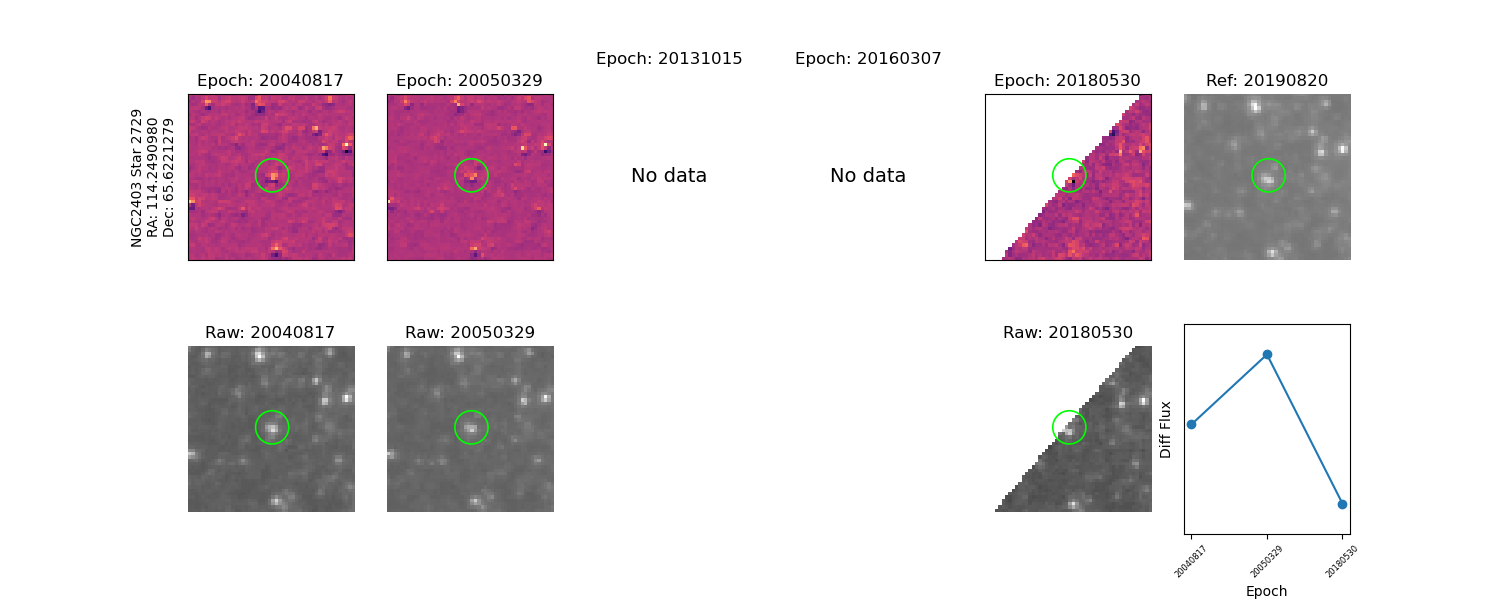 Epoch: 20040817
Epoch: 20050329
Epoch: 20131015
Epoch: 20160307
Epoch: 20180530
Ref: 20190820
NGC2403 Star 2729
RA: 114.2490980
Dec: 65.6221279
No data
No data
Raw: 20040817
Raw: 20050329
Raw: 20180530
Diff Flux
20040817
20050329
20180530
Epoch